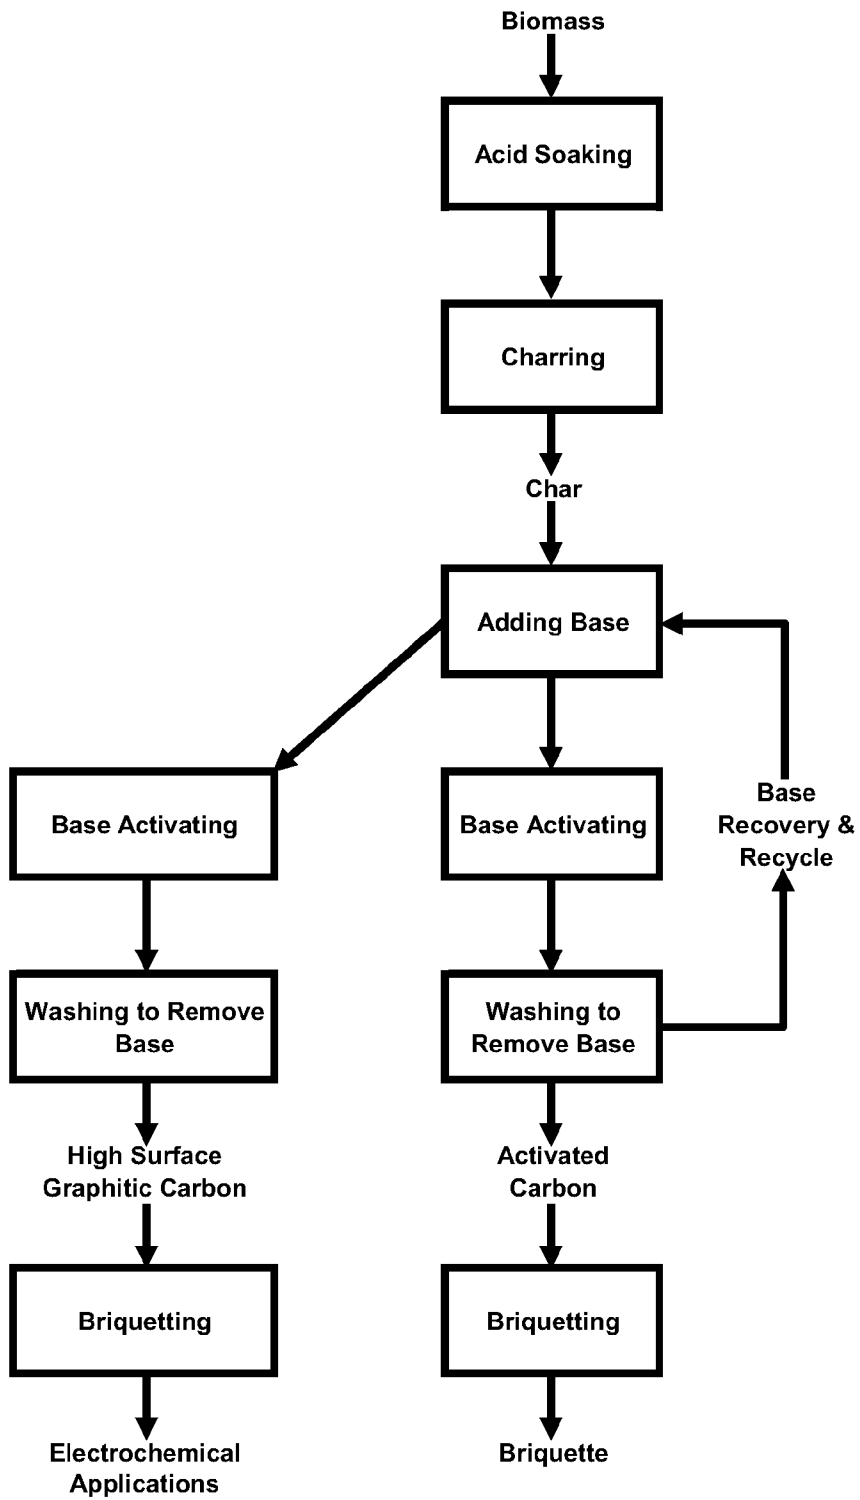 Biomass
Acid Soaking
Charring
Char
Adding Base
Base Activating
Base Activating
Base
Recovery &
Recycle
Washing to Remove
Base
Washing to
Remove Base
High Surface
Graphitic Carbon
Activated
Carbon
Briquetting
Briquetting
Electrochemical
Applications
Briquette